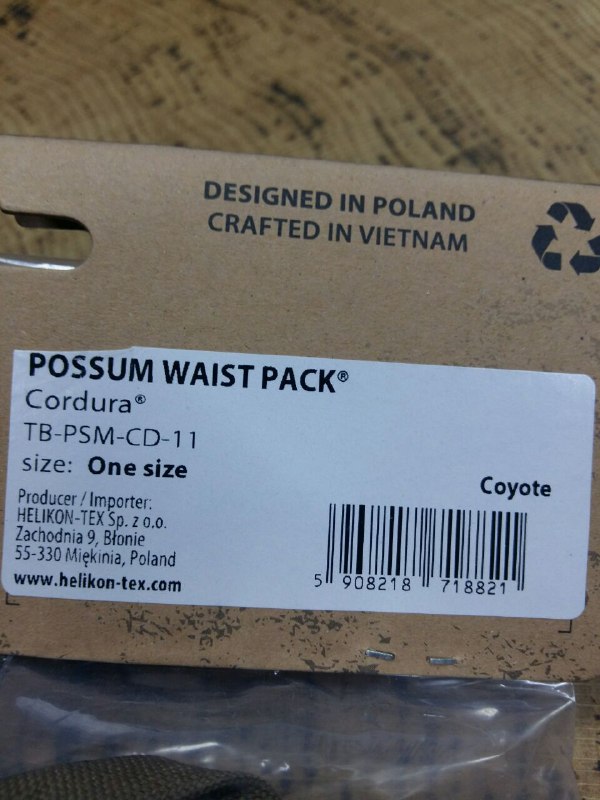 DESIGNED IN POLAND
CRAFTED IN VIETNAM
POSSUM WAIST PACK®
Cordura®
TB-PSM-CD-11
size: One size
Coyote
Producer / Importer:
HELIKON-TEX Sp. z o.o.
Zachodnia 9, Błonie
55-330 Miękinia, Poland
www.helikon-tex.com
5 908218 718821